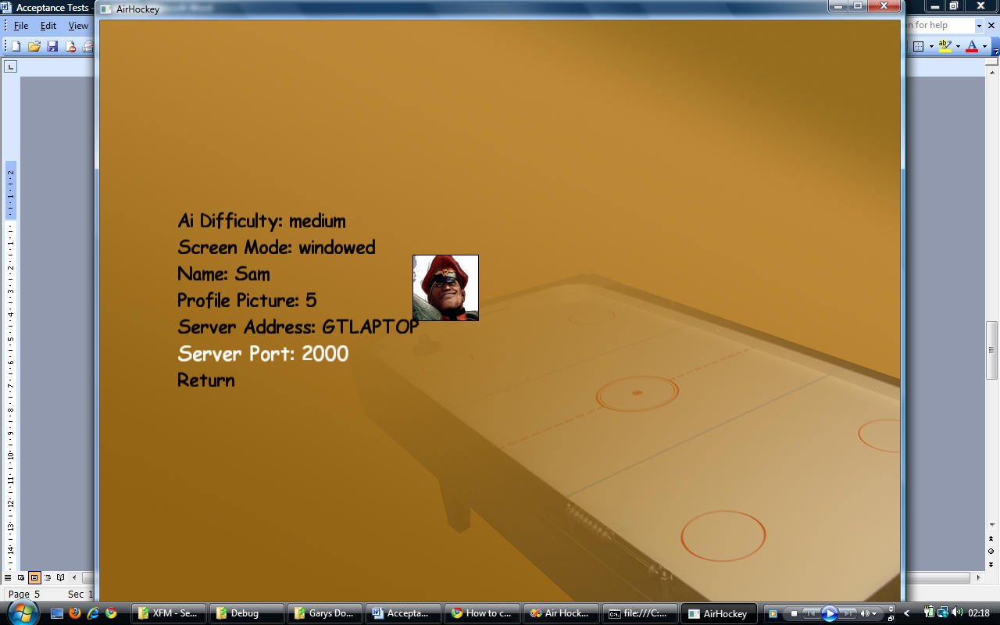 Acceptance Tests -
AirHockey
File Edit View
Ai Difficulty: medium
Screen Mode: windowed
Name: Sam
Profile Picture: 5
Server Address: GTLAPTOP
Server Port: 2000
Return
Page 5 Sec 1
XFM - Se... Debug Garys Do... Accepta... How to c... Air Hock... file:///C:... AirHockey 02:18